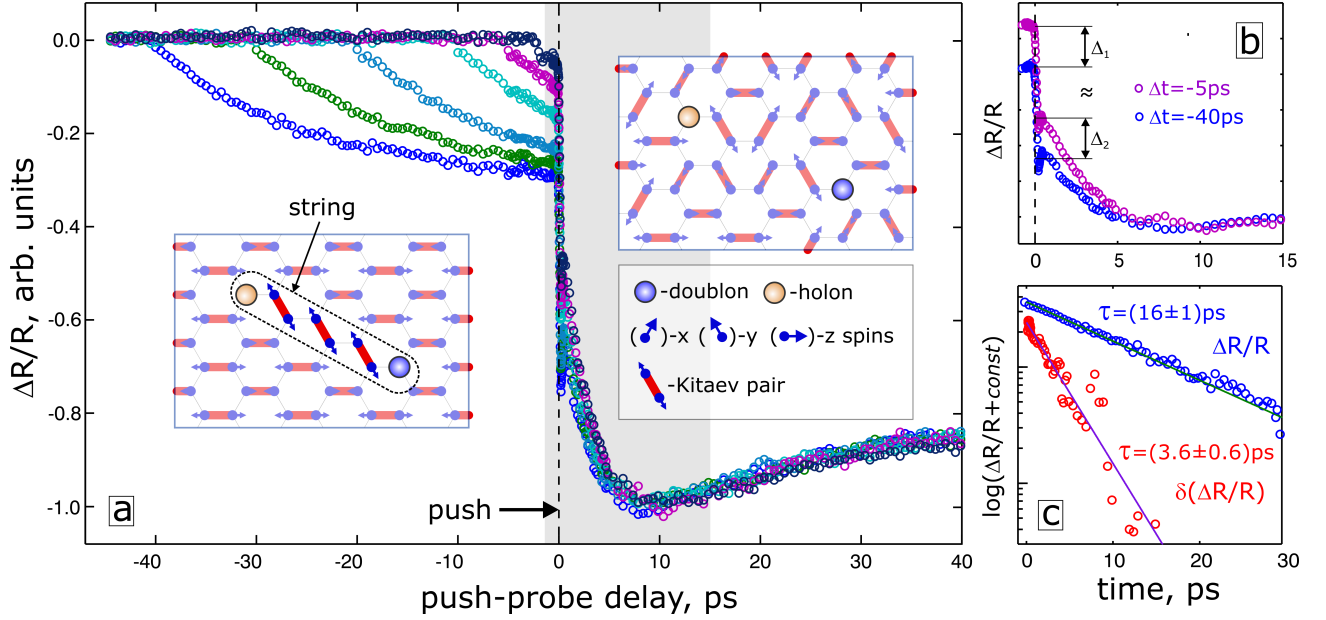 0.0
-0.2
-0.4
-0.6
-0.8
-1.0
ΔR/R, arb. units
-40
-30
-20
-10
0
10
20
30
40
push-probe delay, ps
a
push
string
-doublon
-holon
( )-x ( )-y ( )-z spins
-Kitaev pair
b
ΔR/R
Δ₁
≈
Δ₂
Δt=-5ps
Δt=-40ps
0
5
10
15
c
log(ΔR/R+const)
τ=(16±1)ps
ΔR/R
τ=(3.6±0.6)ps
δ(ΔR/R)
0
10
20
30
time, ps